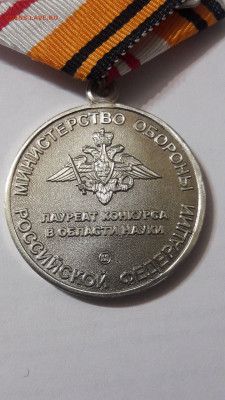 МИНИСТЕРСТВО ОБОРОНЫ
ЛАУРЕАТ КОНКУРСА
В ОБЛАСТИ НАУКИ
РОССИЙСКОЙ ФЕДЕРАЦИИ